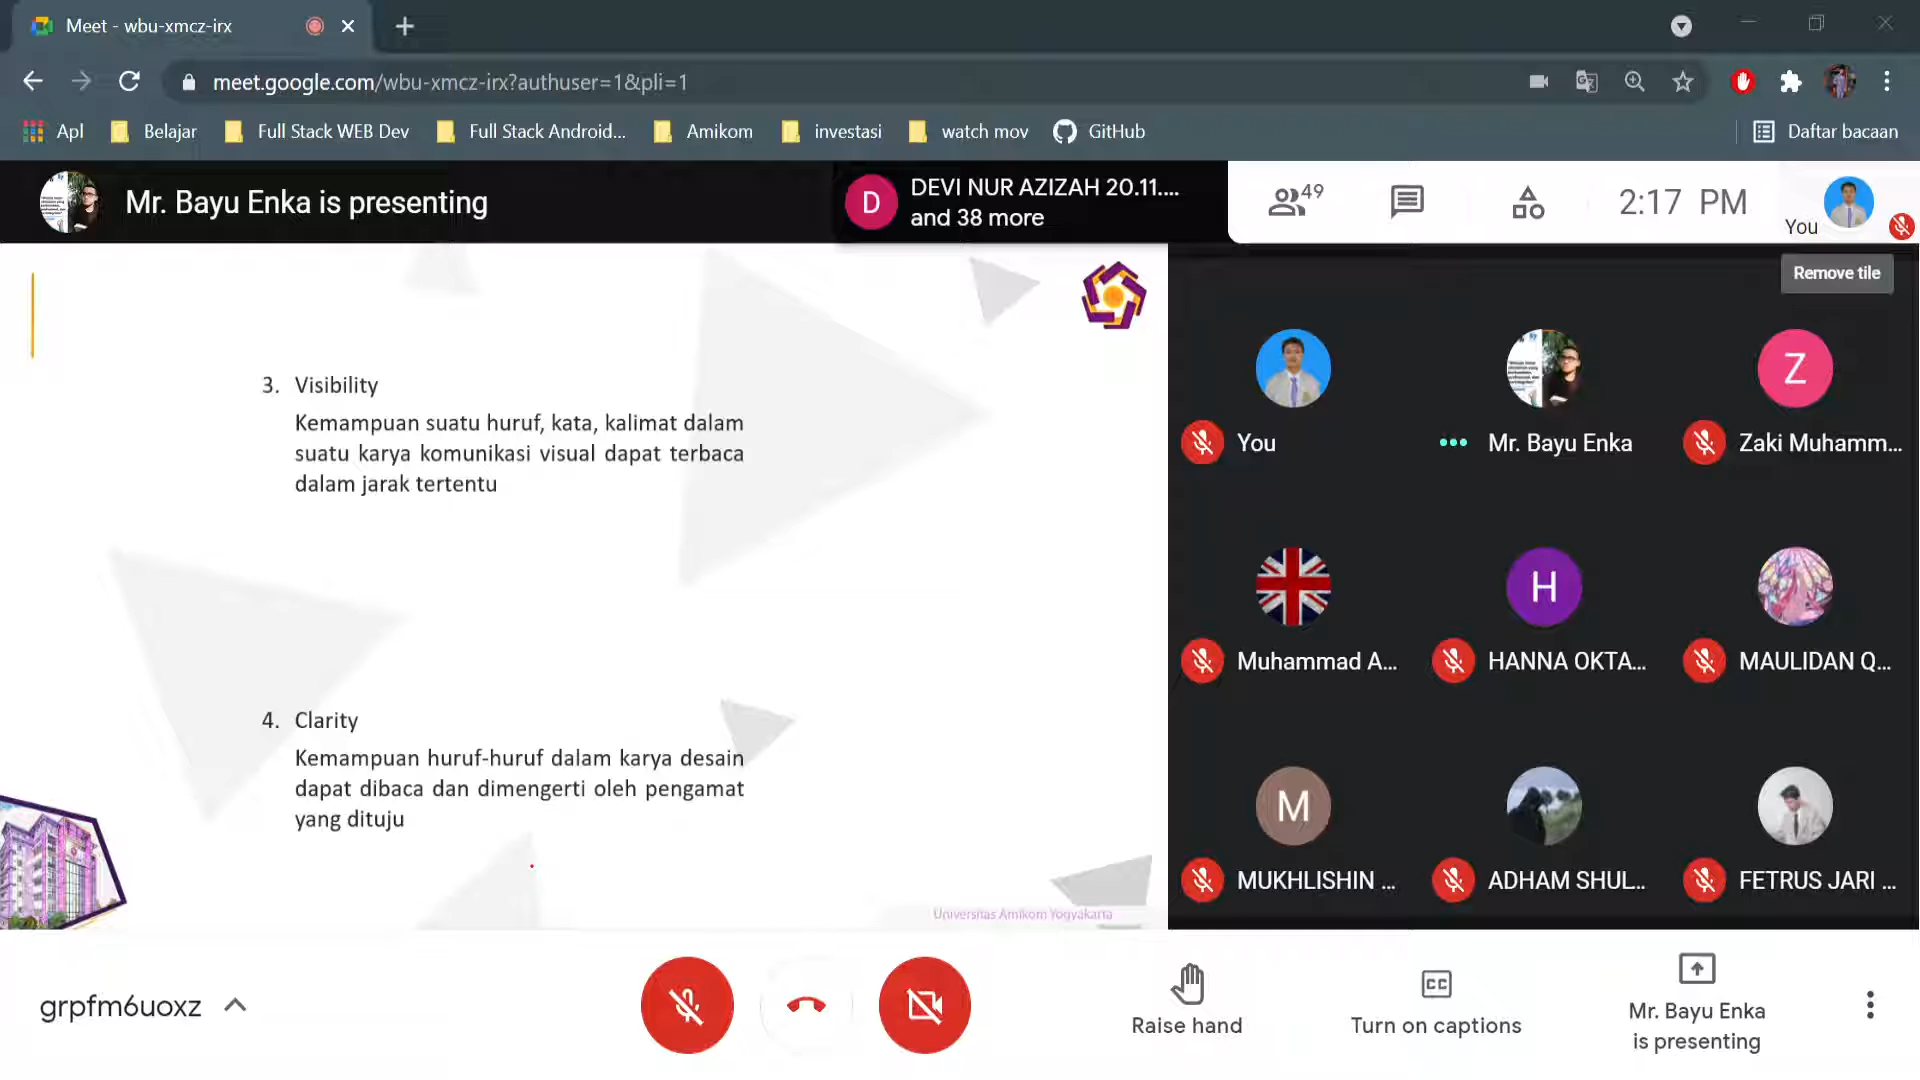 Meet - wbu-xmcz-irx
meet.google.com/wbu-xmcz-irx?authuser=1&pli=1
Apl
Belajar
Full Stack WEB Dev
Full Stack Android...
Amikom
investasi
watch mov
GitHub
Daftar bacaan
Mr. Bayu Enka is presenting
D
DEVI NUR AZIZAH 20.11....
and 38 more
49
2:17 PM
You
Remove tile
3. Visibility
Kemampuan suatu huruf, kata, kalimat dalam
suatu karya komunikasi visual dapat terbaca
dalam jarak tertentu
4. Clarity
Kemampuan huruf-huruf dalam karya desain
dapat dibaca dan dimengerti oleh pengamat
yang dituju
Universitas Amikom Yogyakarta
You
Mr. Bayu Enka
Z
Zaki Muhamm...
Muhammad A...
H
HANNA OKTA...
MAULIDAN Q...
M
MUKHLISHIN ...
ADHAM SHUL...
FETRUS JARI ...
grpfm6uoxz
Raise hand
CC
Turn on captions
Mr. Bayu Enka
is presenting